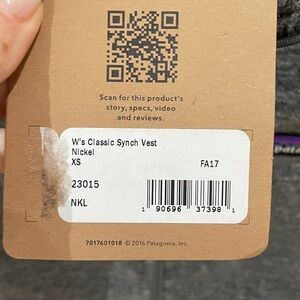 Scan for this product's
story, specs, video
and reviews.
W's Classic Synch Vest
Nickel
XS FA17
23015
NKL
1 90696 37398 1
7017601018 © 2016 Patagonia, Inc.